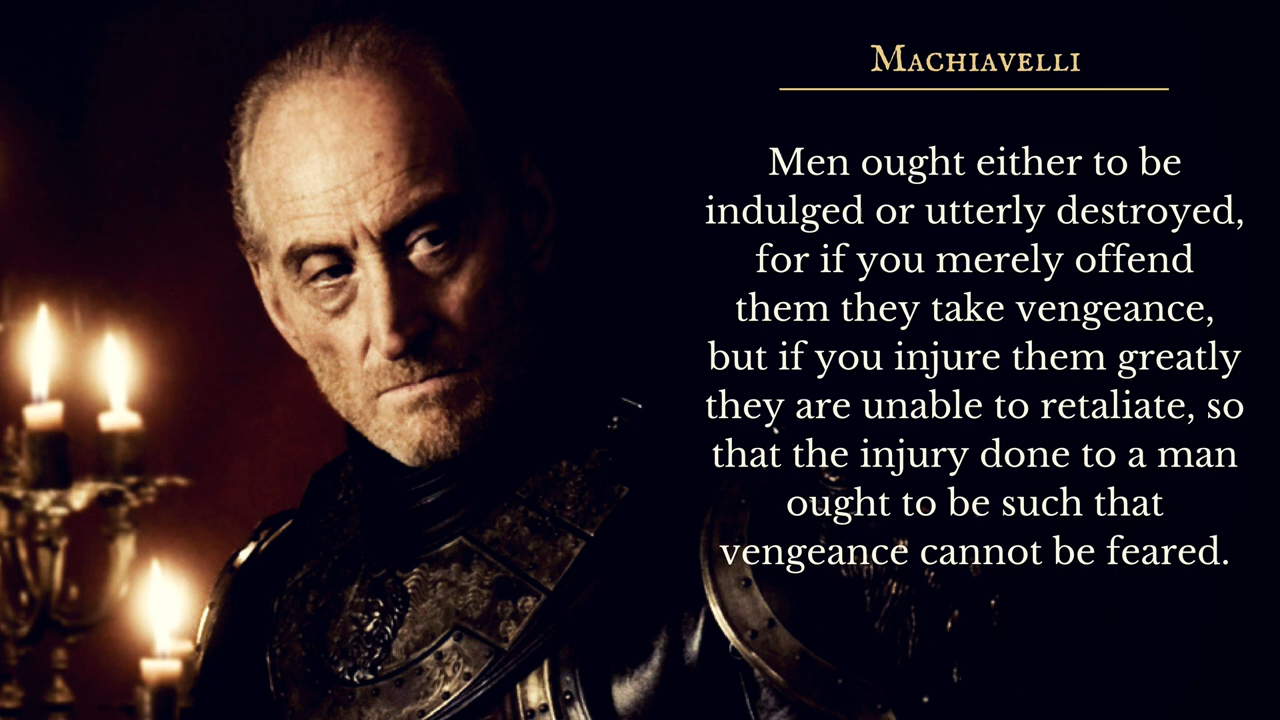 Machiavelli
Men ought either to be
indulged or utterly destroyed,
for if you merely offend
them they take vengeance,
but if you injure them greatly
they are unable to retaliate, so
that the injury done to a man
ought to be such that
vengeance cannot be feared.